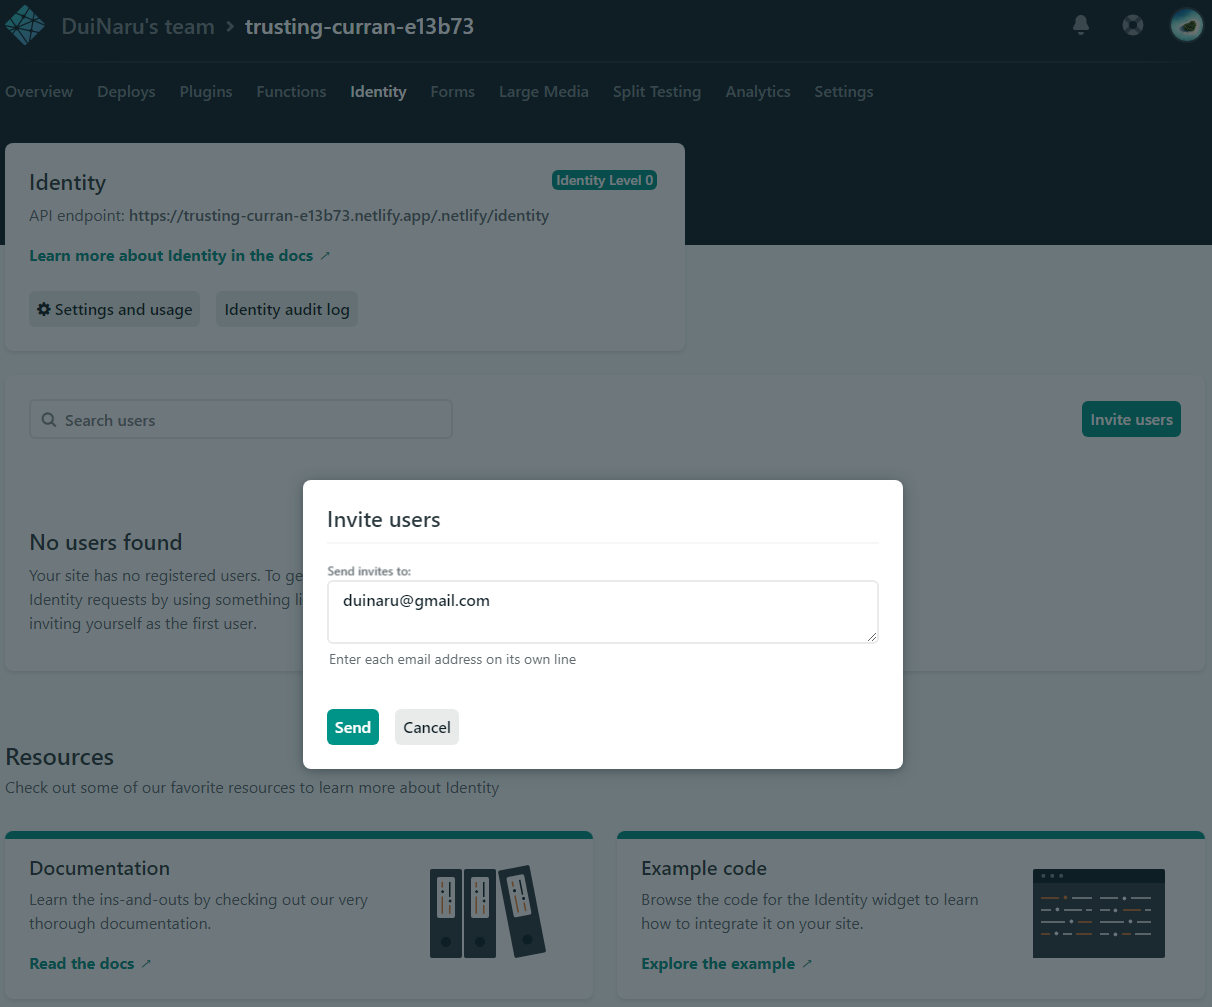 DuiNaru's team > trusting-curran-e13b73
Overview Deploys Plugins Functions Identity Forms Large Media Split Testing Analytics Settings
Identity
Identity Level 0
API endpoint: https://trusting-curran-e13b73.netlify.app/.netlify/identity
Learn more about Identity in the docs
Settings and usage
Identity audit log
Search users
Invite users
No users found
Your site has no registered users. To ge
Identity requests by using something li
inviting yourself as the first user.
Invite users
Send invites to:
duinaru@gmail.com
Enter each email address on its own line
Send
Cancel
Resources
Check out some of our favorite resources to learn more about Identity
Documentation
Learn the ins-and-outs by checking out our very
thorough documentation.
Read the docs
Example code
Browse the code for the Identity widget to learn
how to integrate it on your site.
Explore the example